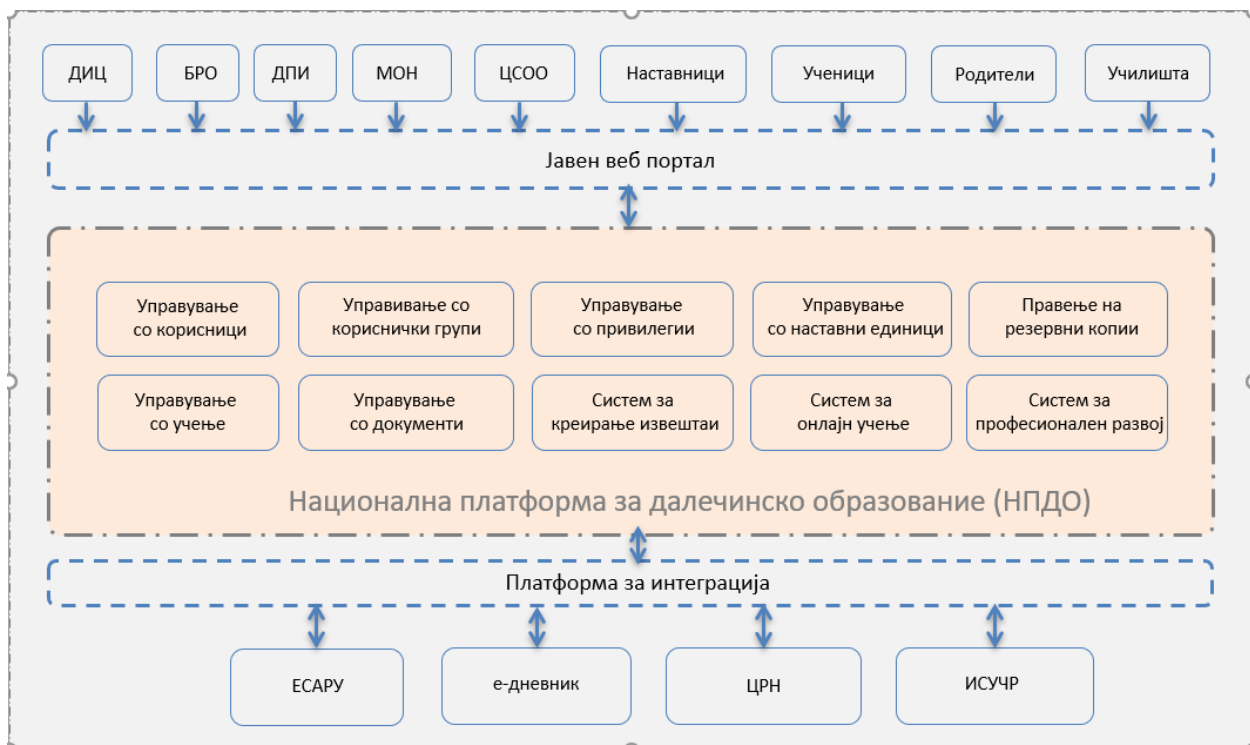 ДИЦ
БРО
ДПИ
МОН
ЦСОО
Наставници
Ученици
Родители
Училишта
Јавен веб портал
Управување
со корисници
Управивање со
кориснички групи
Управување
со привилегии
Управување
со наставни единици
Правење на
резервни копии
Управување
со учење
Управување
со документи
Систем за
креирање извештаи
Систем за
онлајн учење
Систем за
професионален развој
Национална платформа за далечинско образование (НПДО)
Платформа за интеграција
ЕСАРУ
е-дневник
ЦРН
ИСУЧР